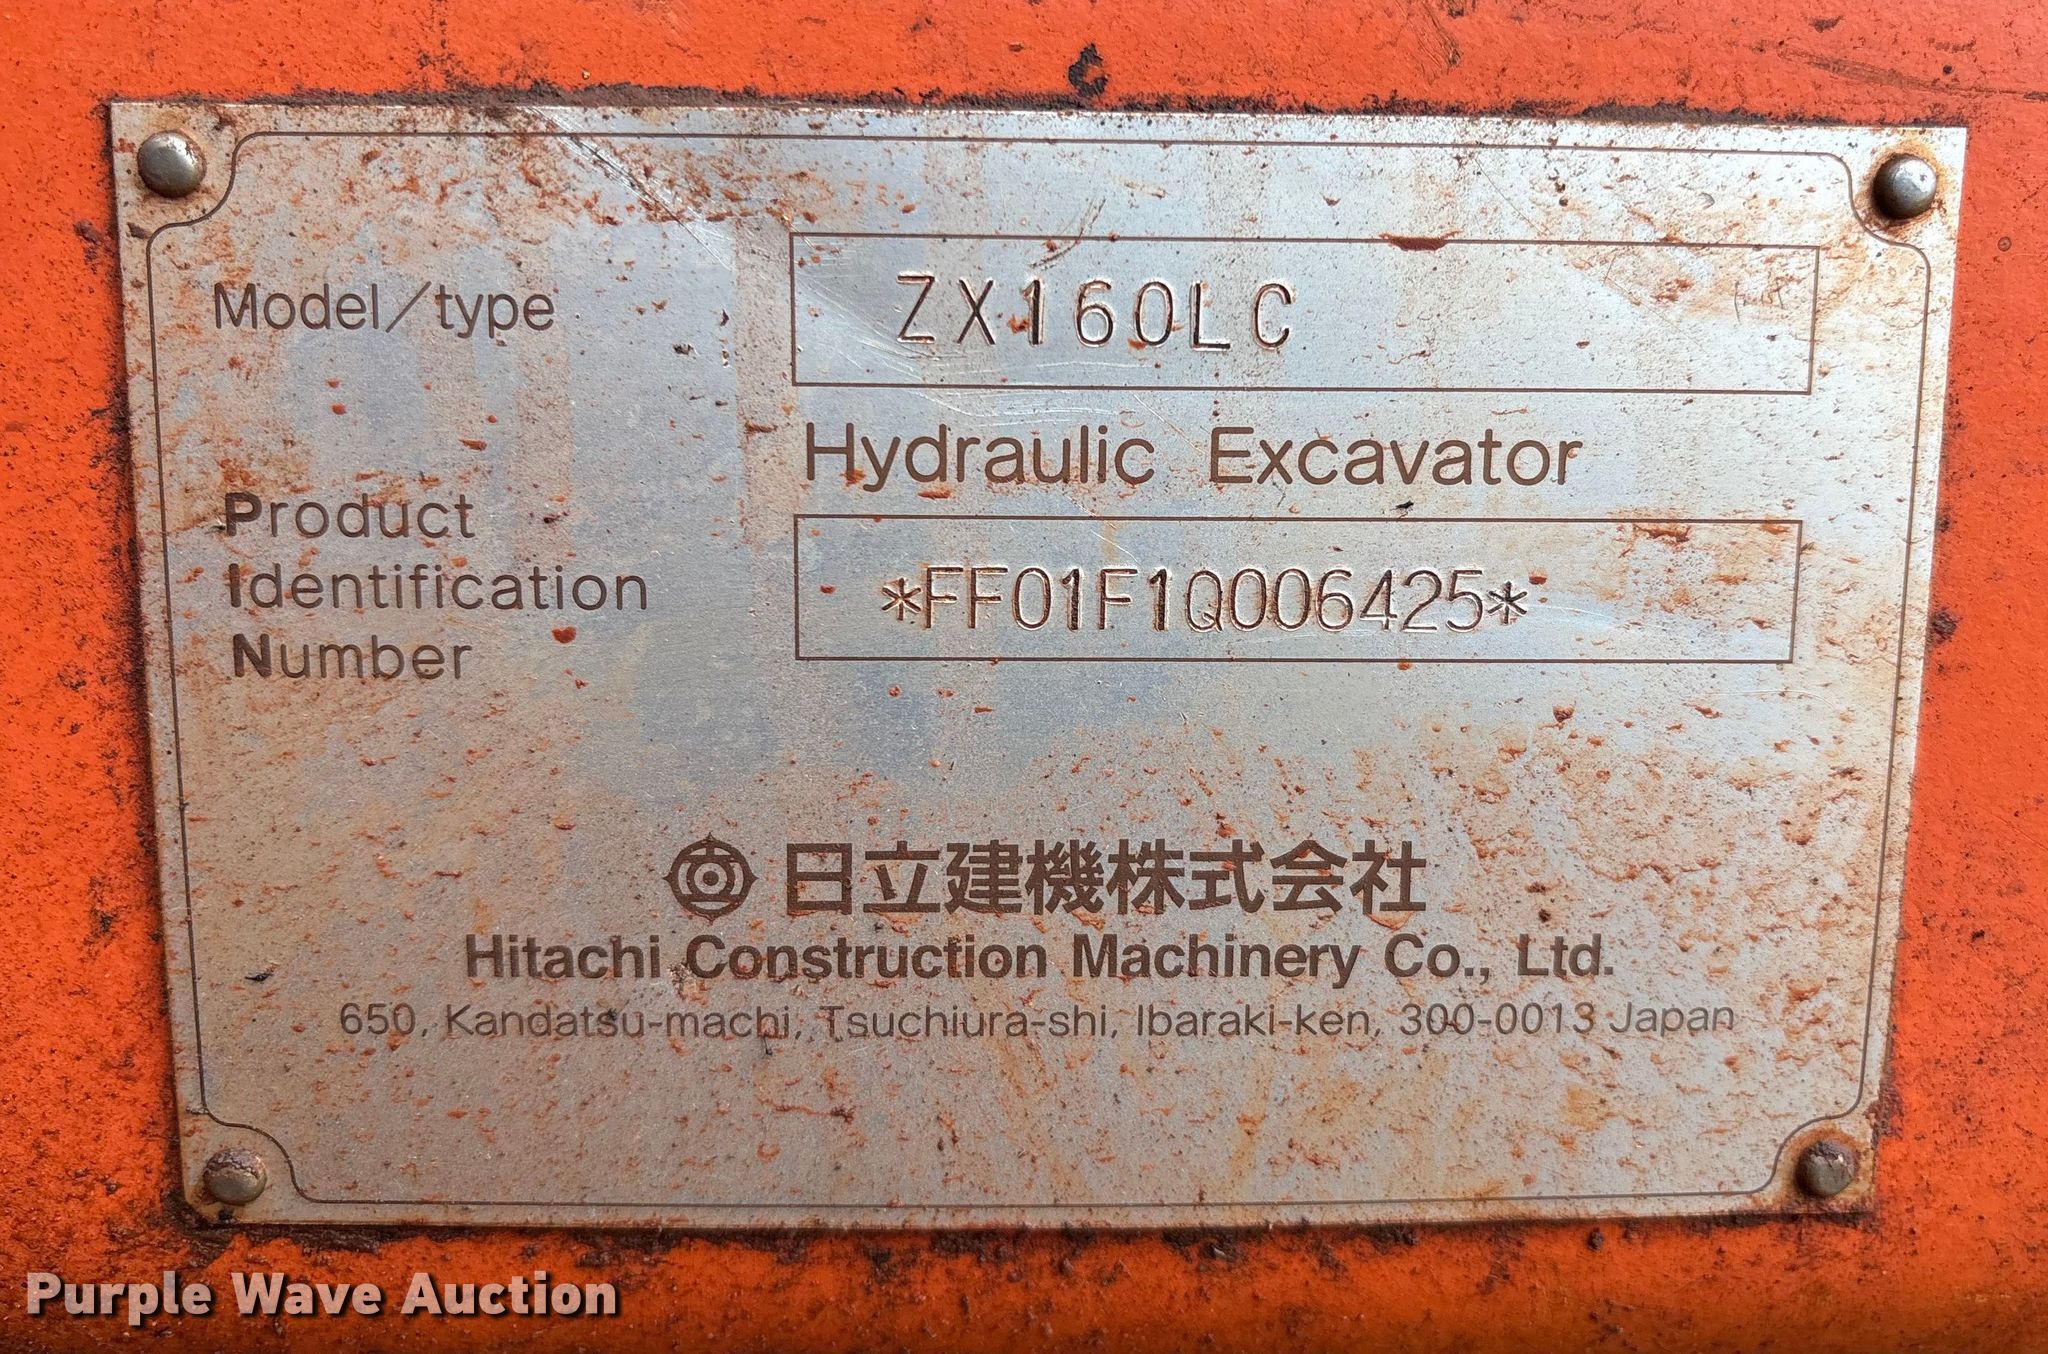 Model/type
ZX160LC
Hydraulic Excavator
Product
Identification
Number
*FF01F1Q006425*
日立建機株式会社
Hitachi Construction Machinery Co., Ltd.
650, Kandatsu-machi, Tsuchiura-shi, Ibaraki-ken, 300-0013 Japan
Purple Wave Auction